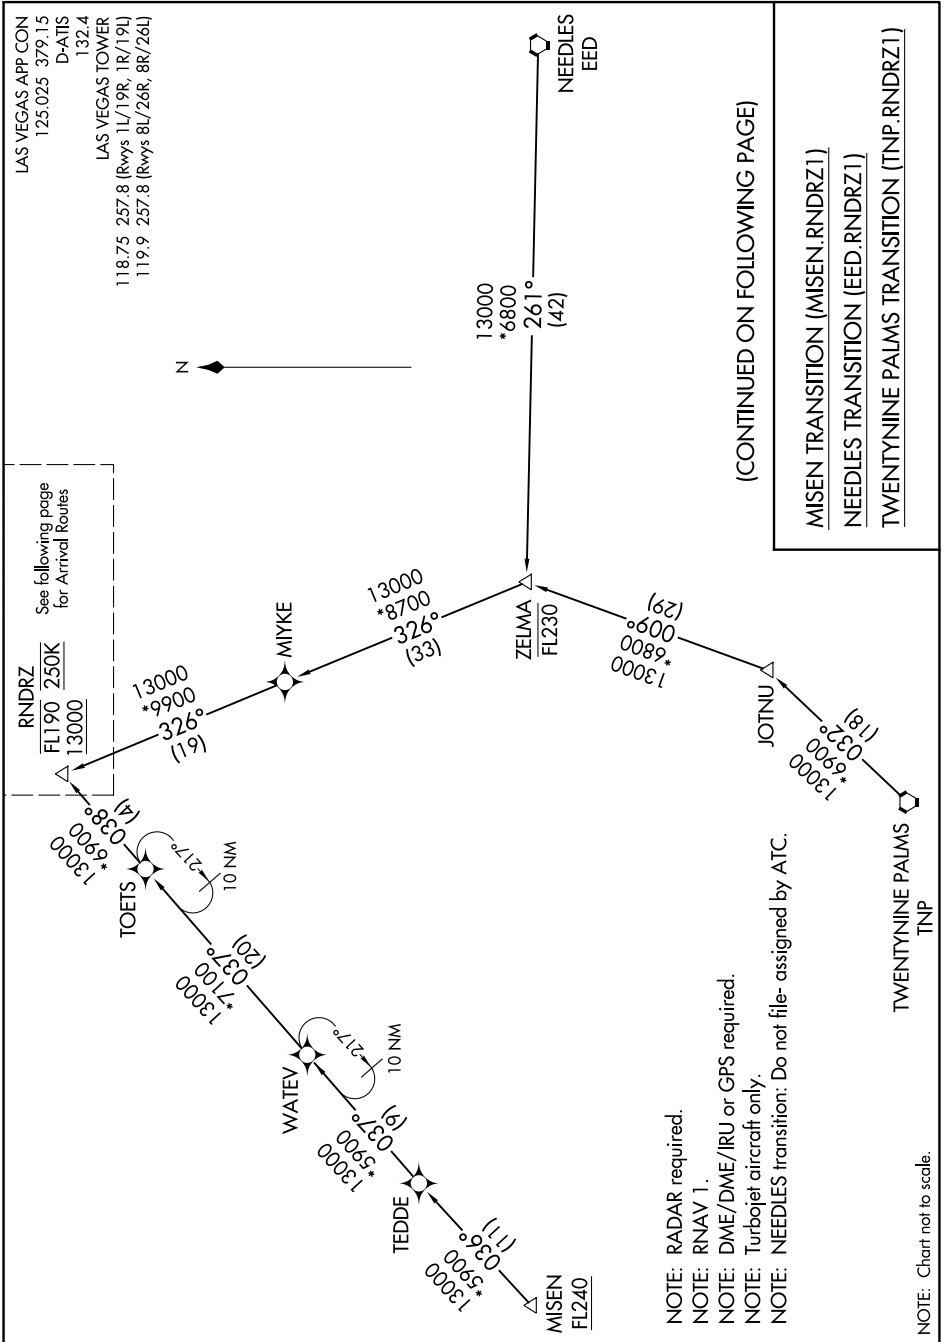 LAS VEGAS APP CON
125.025 379.15
D-ATIS
132.4
LAS VEGAS TOWER
118.75 257.8 (Rwys 1L/19R, 1R/19L)
119.9 257.8 (Rwys 8L/26R, 8R/26L)
N
See following page
for Arrival Routes
RNDRZ
FL190 250K
13000
13000
*6900
038°
(4)
TOETS
217°
10 NM
13000
*7100
037°
(20)
WATEV
217°
10 NM
13000
*5900
037°
(9)
TEDDE
13000
*5900
036°
(11)
MISEN
FL240
13000
*9900
326°
(19)
MIYKE
13000
*8700
326°
(33)
ZELMA
FL230
NEEDLES
EED
13000
*6800
261°
(42)
13000
*6800
009°
(29)
JOTNU
13000
*6900
032°
(18)
TWENTYNINE PALMS
TNP
NOTE: RADAR required.
NOTE: RNAV 1.
NOTE: DME/DME/IRU or GPS required.
NOTE: Turbojet aircraft only.
NOTE: NEEDLES transition: Do not file- assigned by ATC.
(CONTINUED ON FOLLOWING PAGE)
MISEN TRANSITION (MISEN.RNDRZ1)
NEEDLES TRANSITION (EED.RNDRZ1)
TWENTYNINE PALMS TRANSITION (TNP.RNDRZ1)
NOTE: Chart not to scale.